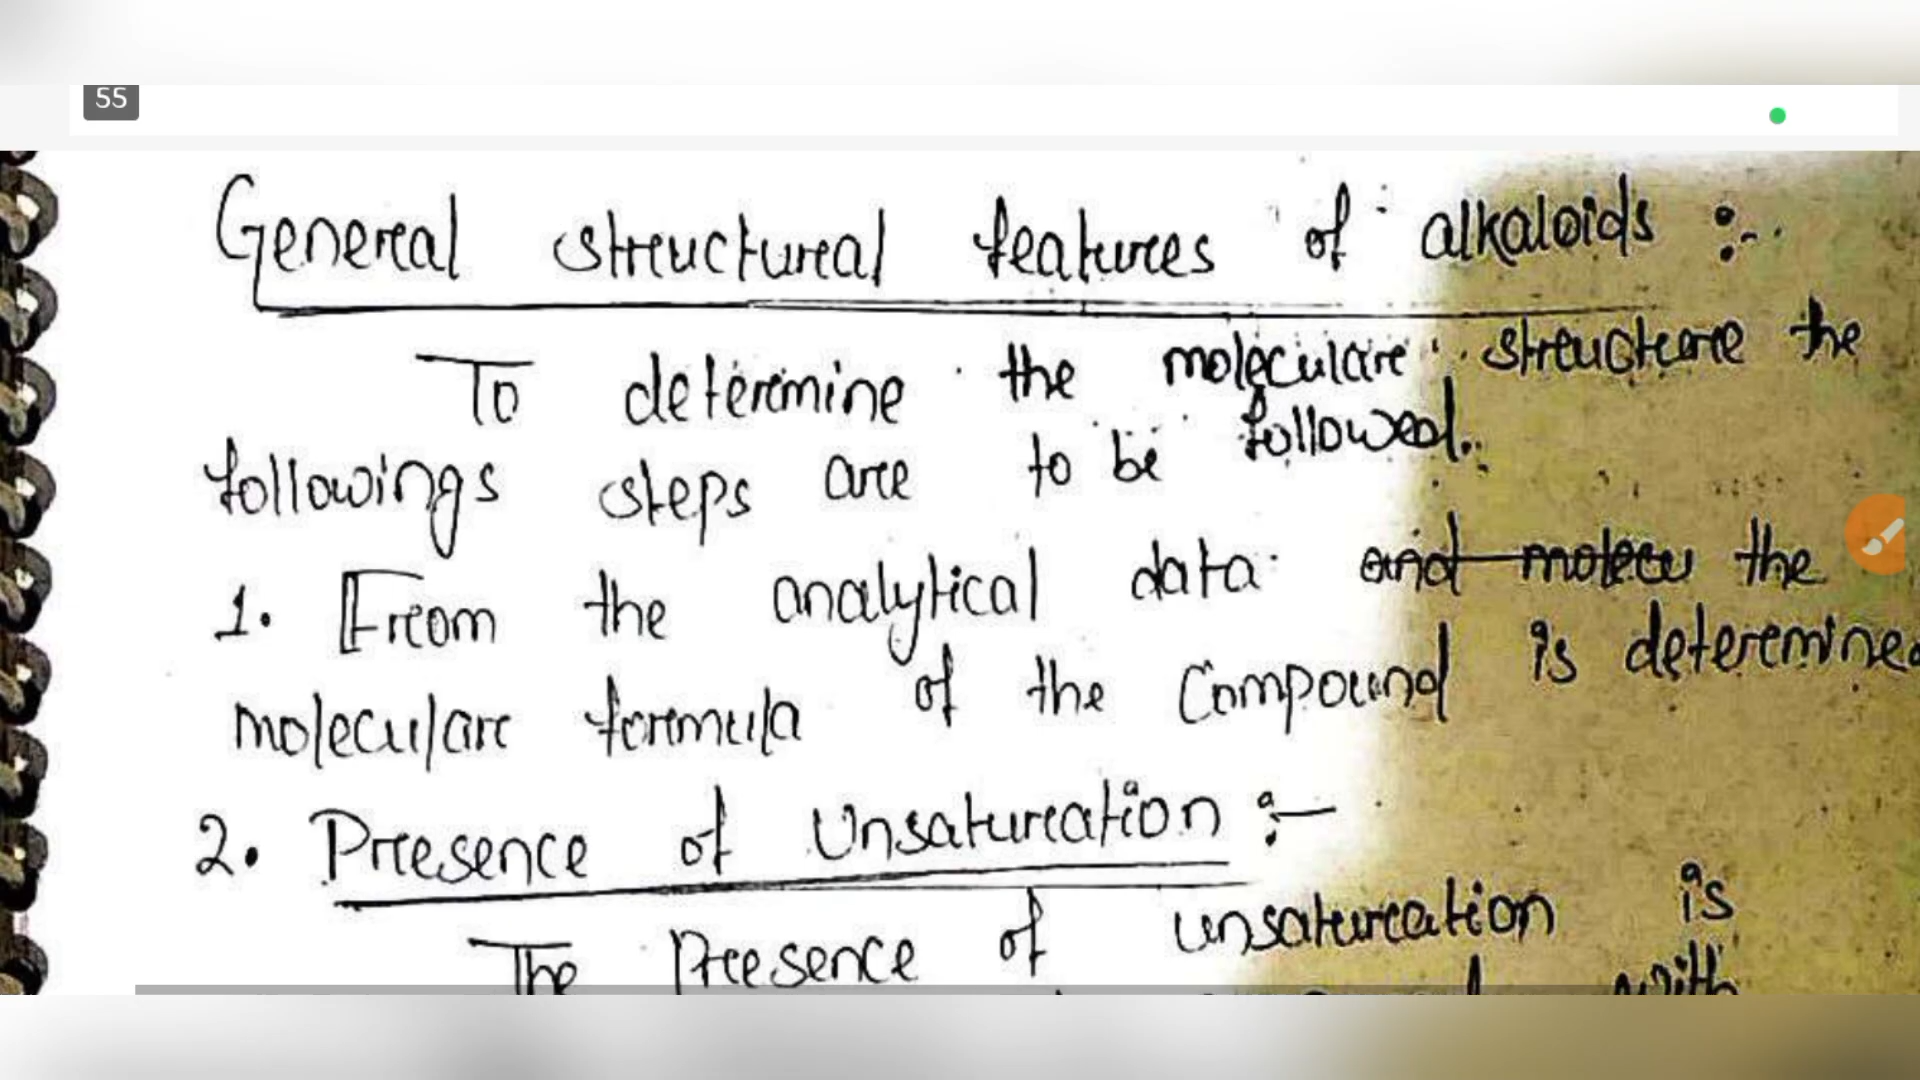 55
General structural features of alkaloids :-
To determine the molecular structure the
followings steps are to be followed.
1. From the analytical data and molecu the
molecular formula of the compound is determined
2. Presence of Unsaturation :-
The Presence of unsaturation is
with